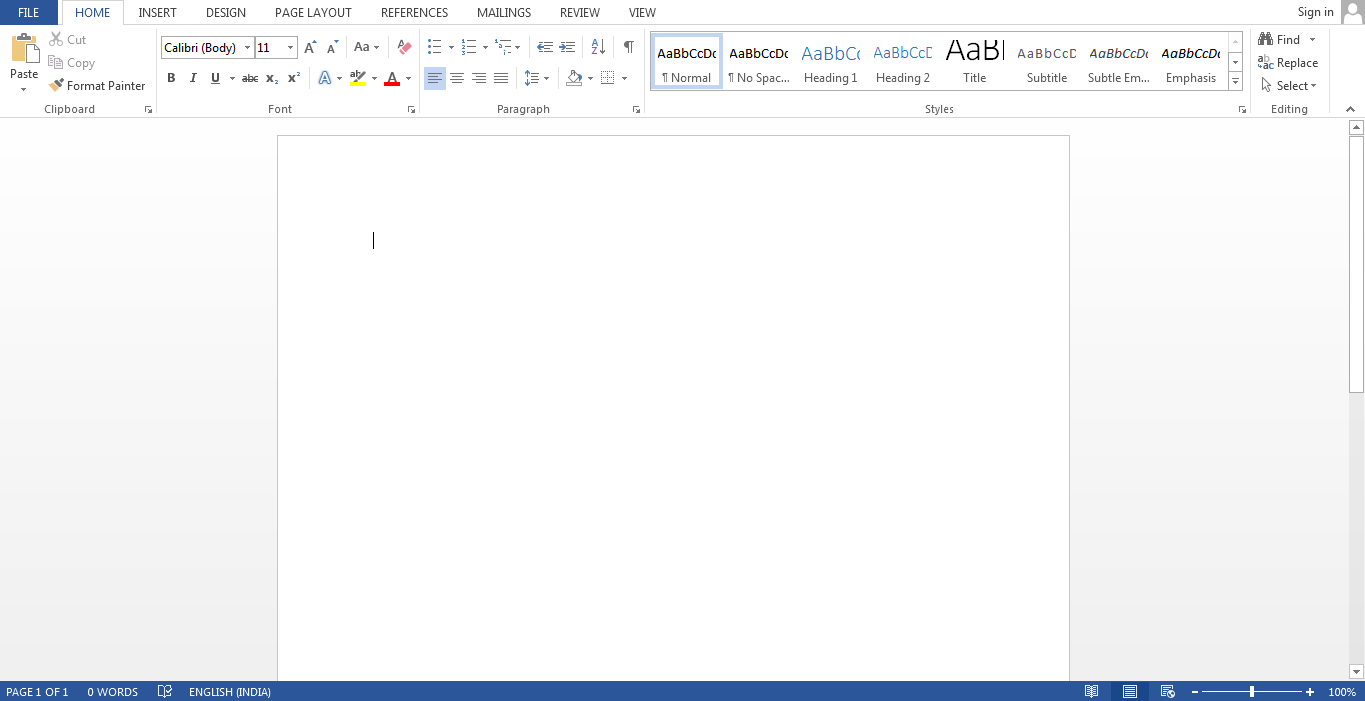 FILE HOME INSERT DESIGN PAGE LAYOUT REFERENCES MAILINGS REVIEW VIEW Sign in
Paste
Cut
Copy
Format Painter
Clipboard
Calibri (Body) 11 Aa
B I U abc x₂ x² A ab A
Font
A Z
¶
Paragraph
AaBbCcDc AaBbCcDc AaBbCc AaBbCcD AaBl AaBbCcD AaBbCcDc AaBbCcDc
¶ Normal ¶ No Spac... Heading 1 Heading 2 Title Subtitle Subtle Em... Emphasis
Styles
Find
Replace
Select
Editing
PAGE 1 OF 1 0 WORDS ENGLISH (INDIA) 100%